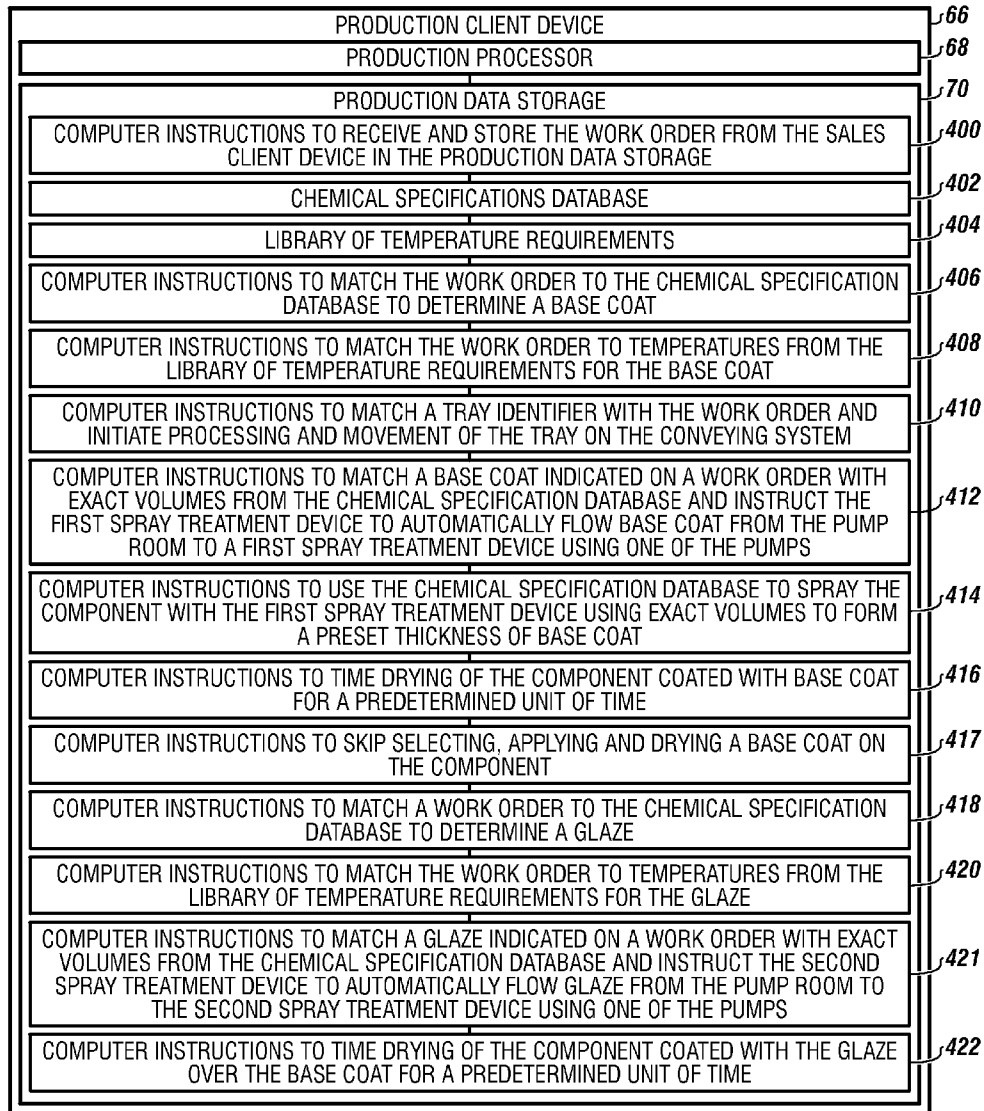 PRODUCTION CLIENT DEVICE
66
PRODUCTION PROCESSOR
68
PRODUCTION DATA STORAGE
70
COMPUTER INSTRUCTIONS TO RECEIVE AND STORE THE WORK ORDER FROM THE SALES
CLIENT DEVICE IN THE PRODUCTION DATA STORAGE
400
CHEMICAL SPECIFICATIONS DATABASE
402
LIBRARY OF TEMPERATURE REQUIREMENTS
404
COMPUTER INSTRUCTIONS TO MATCH THE WORK ORDER TO THE CHEMICAL SPECIFICATION
DATABASE TO DETERMINE A BASE COAT
406
COMPUTER INSTRUCTIONS TO MATCH THE WORK ORDER TO TEMPERATURES FROM THE
LIBRARY OF TEMPERATURE REQUIREMENTS FOR THE BASE COAT
408
COMPUTER INSTRUCTIONS TO MATCH A TRAY IDENTIFIER WITH THE WORK ORDER AND
INITIATE PROCESSING AND MOVEMENT OF THE TRAY ON THE CONVEYING SYSTEM
410
COMPUTER INSTRUCTIONS TO MATCH A BASE COAT INDICATED ON A WORK ORDER WITH
EXACT VOLUMES FROM THE CHEMICAL SPECIFICATION DATABASE AND INSTRUCT THE
FIRST SPRAY TREATMENT DEVICE TO AUTOMATICALLY FLOW BASE COAT FROM THE PUMP
ROOM TO A FIRST SPRAY TREATMENT DEVICE USING ONE OF THE PUMPS
412
COMPUTER INSTRUCTIONS TO USE THE CHEMICAL SPECIFICATION DATABASE TO SPRAY THE
COMPONENT WITH THE FIRST SPRAY TREATMENT DEVICE USING EXACT VOLUMES TO FORM
A PRESET THICKNESS OF BASE COAT
414
COMPUTER INSTRUCTIONS TO TIME DRYING OF THE COMPONENT COATED WITH BASE COAT
FOR A PREDETERMINED UNIT OF TIME
416
COMPUTER INSTRUCTIONS TO SKIP SELECTING, APPLYING AND DRYING A BASE COAT ON
THE COMPONENT
417
COMPUTER INSTRUCTIONS TO MATCH A WORK ORDER TO THE CHEMICAL SPECIFICATION
DATABASE TO DETERMINE A GLAZE
418
COMPUTER INSTRUCTIONS TO MATCH THE WORK ORDER TO TEMPERATURES FROM THE
LIBRARY OF TEMPERATURE REQUIREMENTS FOR THE GLAZE
420
COMPUTER INSTRUCTIONS TO MATCH A GLAZE INDICATED ON A WORK ORDER WITH EXACT
VOLUMES FROM THE CHEMICAL SPECIFICATION DATABASE AND INSTRUCT THE SECOND
SPRAY TREATMENT DEVICE TO AUTOMATICALLY FLOW GLAZE FROM THE PUMP ROOM TO
THE SECOND SPRAY TREATMENT DEVICE USING ONE OF THE PUMPS
421
COMPUTER INSTRUCTIONS TO TIME DRYING OF THE COMPONENT COATED WITH THE GLAZE
OVER THE BASE COAT FOR A PREDETERMINED UNIT OF TIME
422